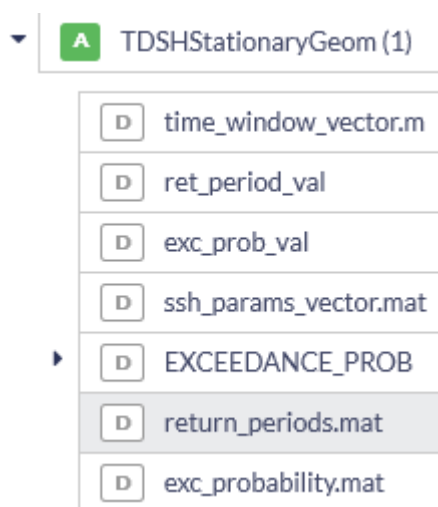 A TDSHStationaryGeom (1)
D time_window_vector.m
D ret_period_val
D exc_prob_val
D ssh_params_vector.mat
D EXCEEDANCE_PROB
D return_periods.mat
D exc_probability.mat